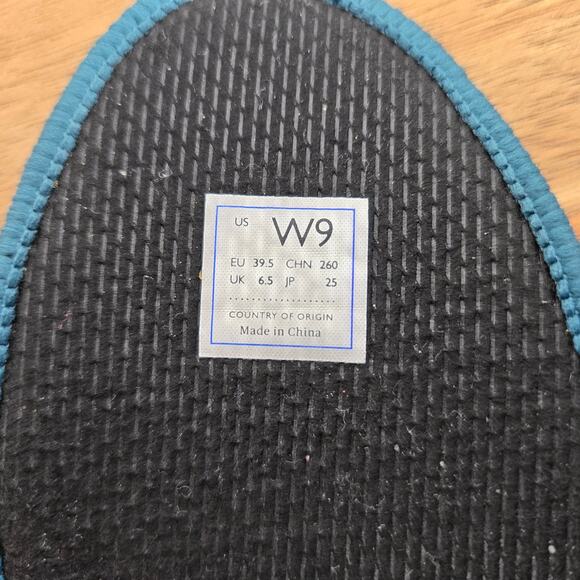 US W9
EU 39.5 CHN 260
UK 6.5 JP 25
COUNTRY OF ORIGIN
Made in China